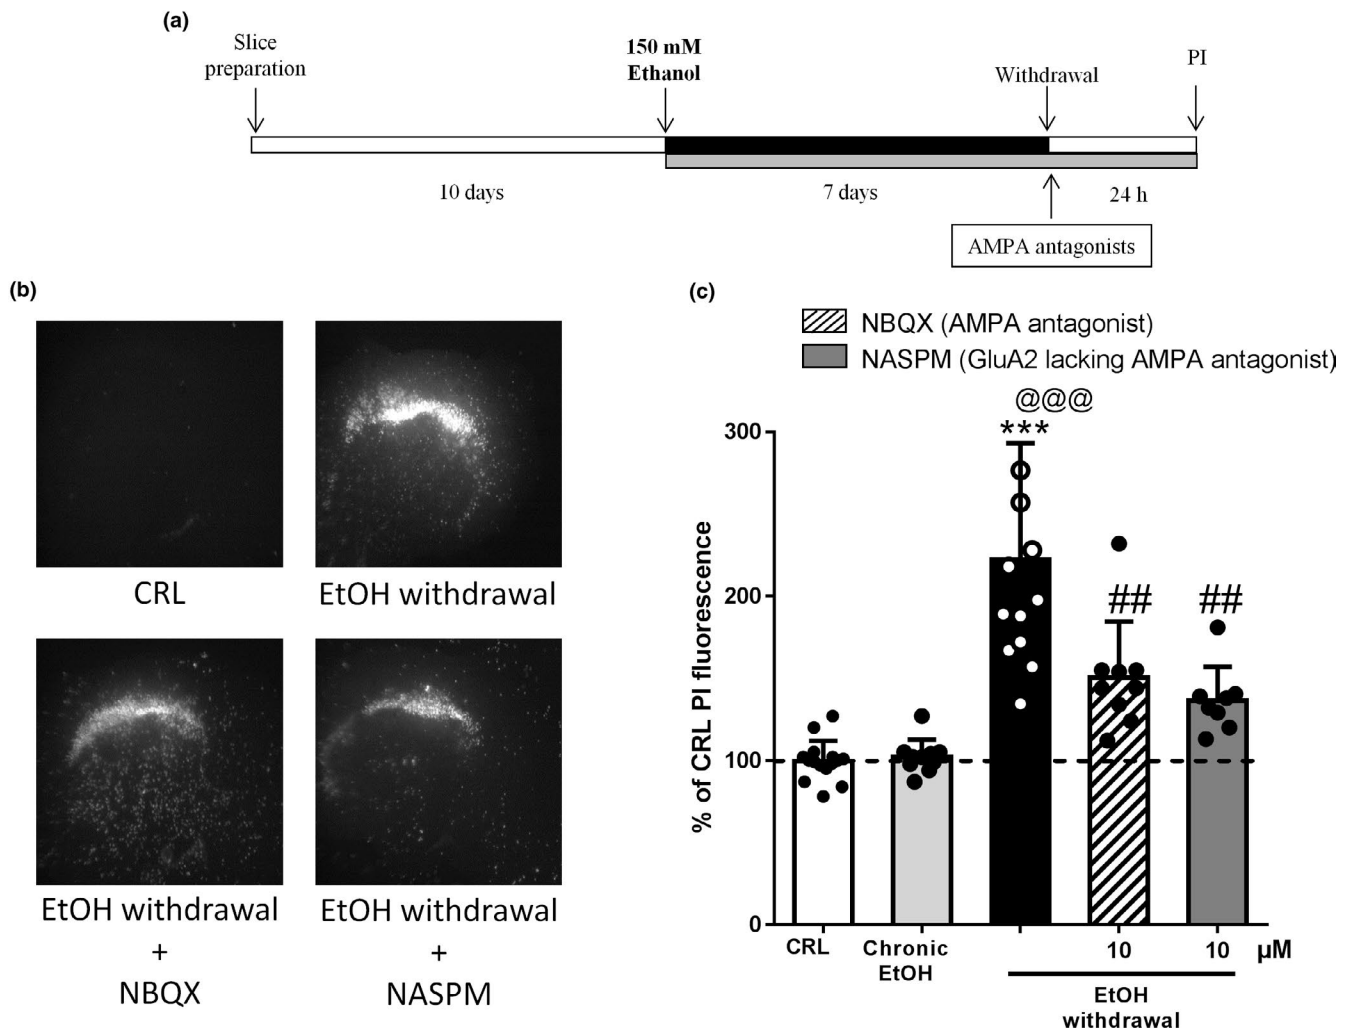 (a)
Slice
preparation
150 mM
Ethanol
Withdrawal
PI
10 days
7 days
24 h
AMPA antagonists
(b)
CRL
EtOH withdrawal
EtOH withdrawal
+
NBQX
EtOH withdrawal
+
NASPM
(c)
NBQX (AMPA antagonist)
NASPM (GluA2 lacking AMPA antagonist)
% of CRL PI fluorescence
300
200
100
0
@@@
***
##
##
CRL
Chronic
EtOH
10
10
µM
EtOH
withdrawal